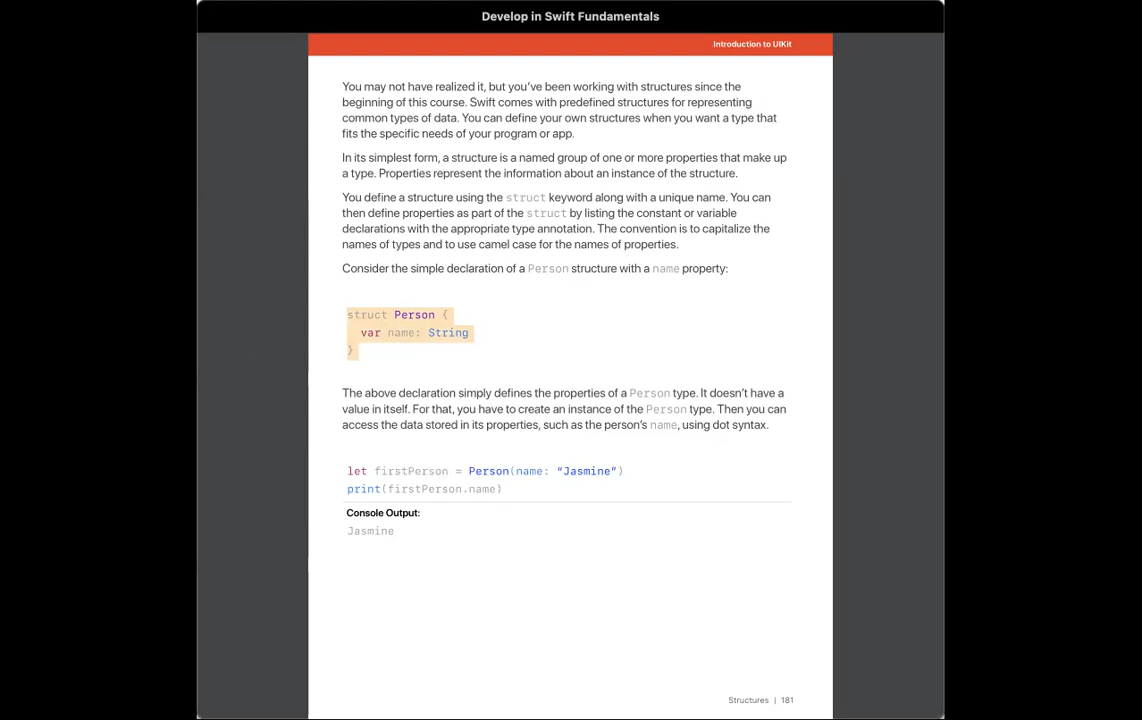 Develop in Swift Fundamentals
Introduction to UIKit
You may not have realized it, but you’ve been working with structures since the
beginning of this course. Swift comes with predefined structures for representing
common types of data. You can define your own structures when you want a type that
fits the specific needs of your program or app.
In its simplest form, a structure is a named group of one or more properties that make up
a type. Properties represent the information about an instance of the structure.
You define a structure using the struct keyword along with a unique name. You can
then define properties as part of the struct by listing the constant or variable
declarations with the appropriate type annotation. The convention is to capitalize the
names of types and to use camel case for the names of properties.
Consider the simple declaration of a Person structure with a name property:
struct Person {
var name: String
}
The above declaration simply defines the properties of a Person type. It doesn’t have a
value in itself. For that, you have to create an instance of the Person type. Then you can
access the data stored in its properties, such as the person’s name, using dot syntax.
let firstPerson = Person(name: “Jasmine”)
print(firstPerson.name)
Console Output:
Jasmine
Structures | 181